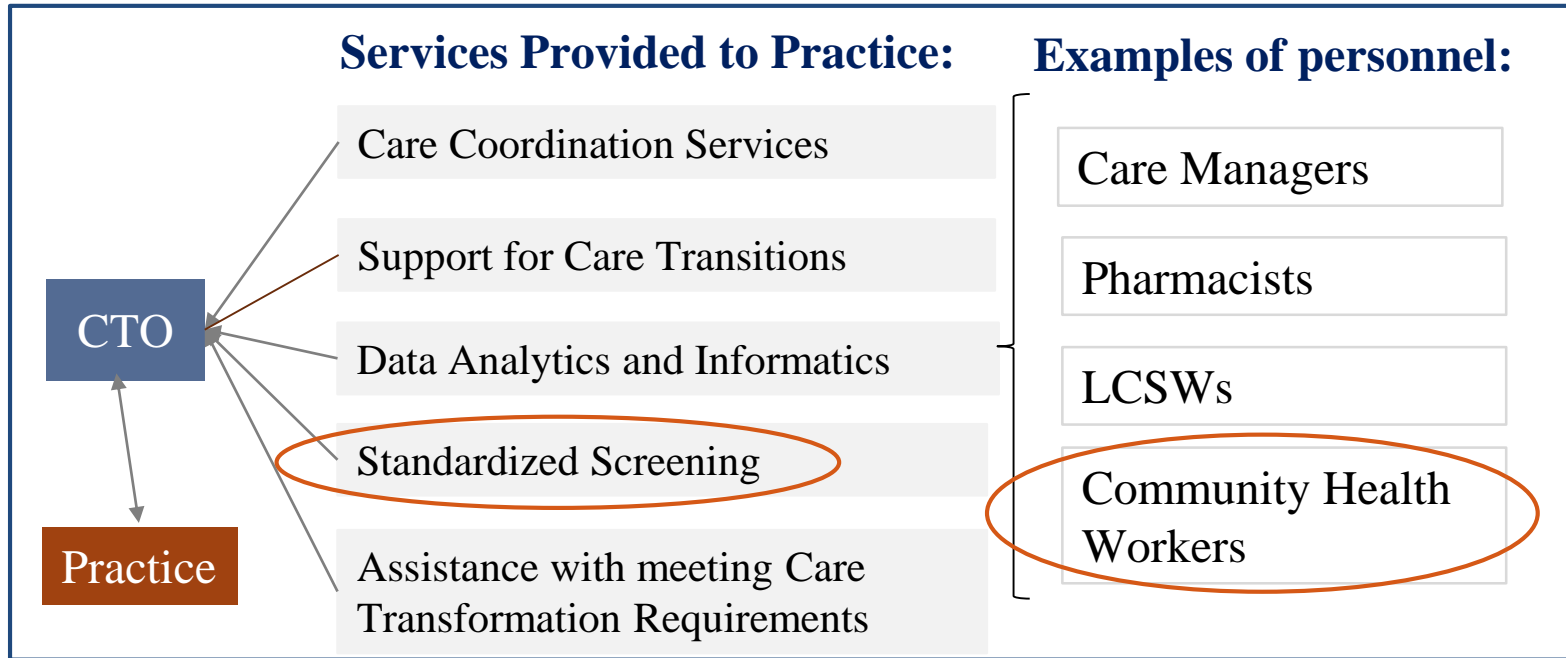 Services Provided to Practice:
Examples of personnel:
Care Coordination Services
Support for Care Transitions
Data Analytics and Informatics
Standardized Screening
Assistance with meeting Care
Transformation Requirements
CTO
Practice
Care Managers
Pharmacists
LCSWs
Community Health
Workers